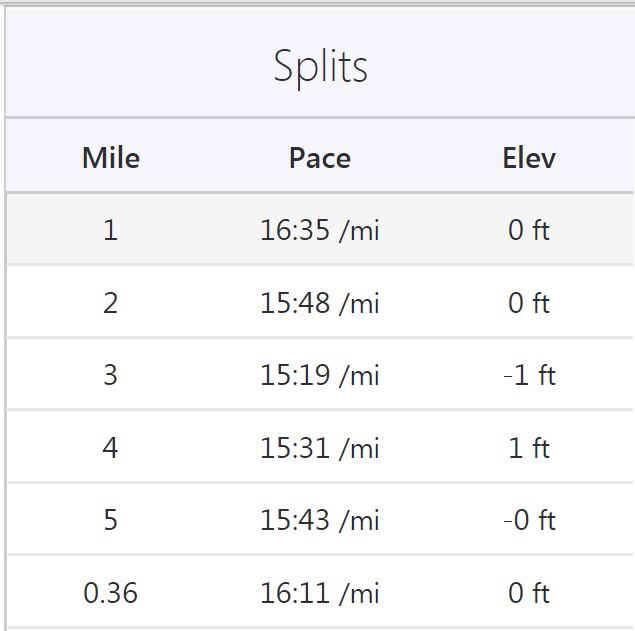 Splits
Mile Pace Elev
1 16:35 /mi 0 ft
2 15:48 /mi 0 ft
3 15:19 /mi -1 ft
4 15:31 /mi 1 ft
5 15:43 /mi -0 ft
0.36 16:11 /mi 0 ft